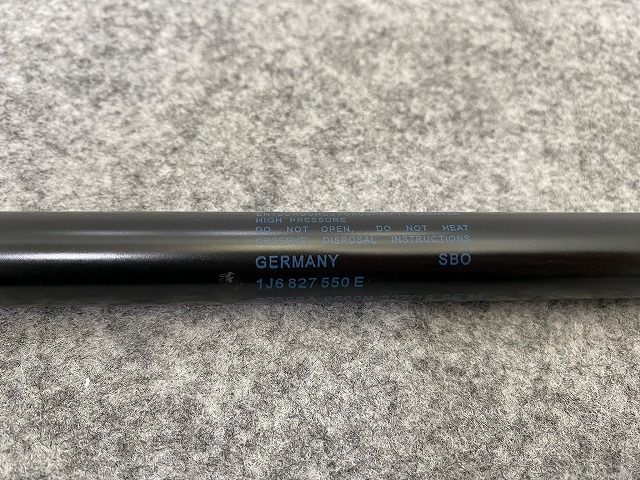 HIGH PRESSURE
DO NOT OPEN, DO NOT HEAT
OBSERVE DISPOSAL INSTRUCTIONS
GERMANY SBO
1J6 827 550 E